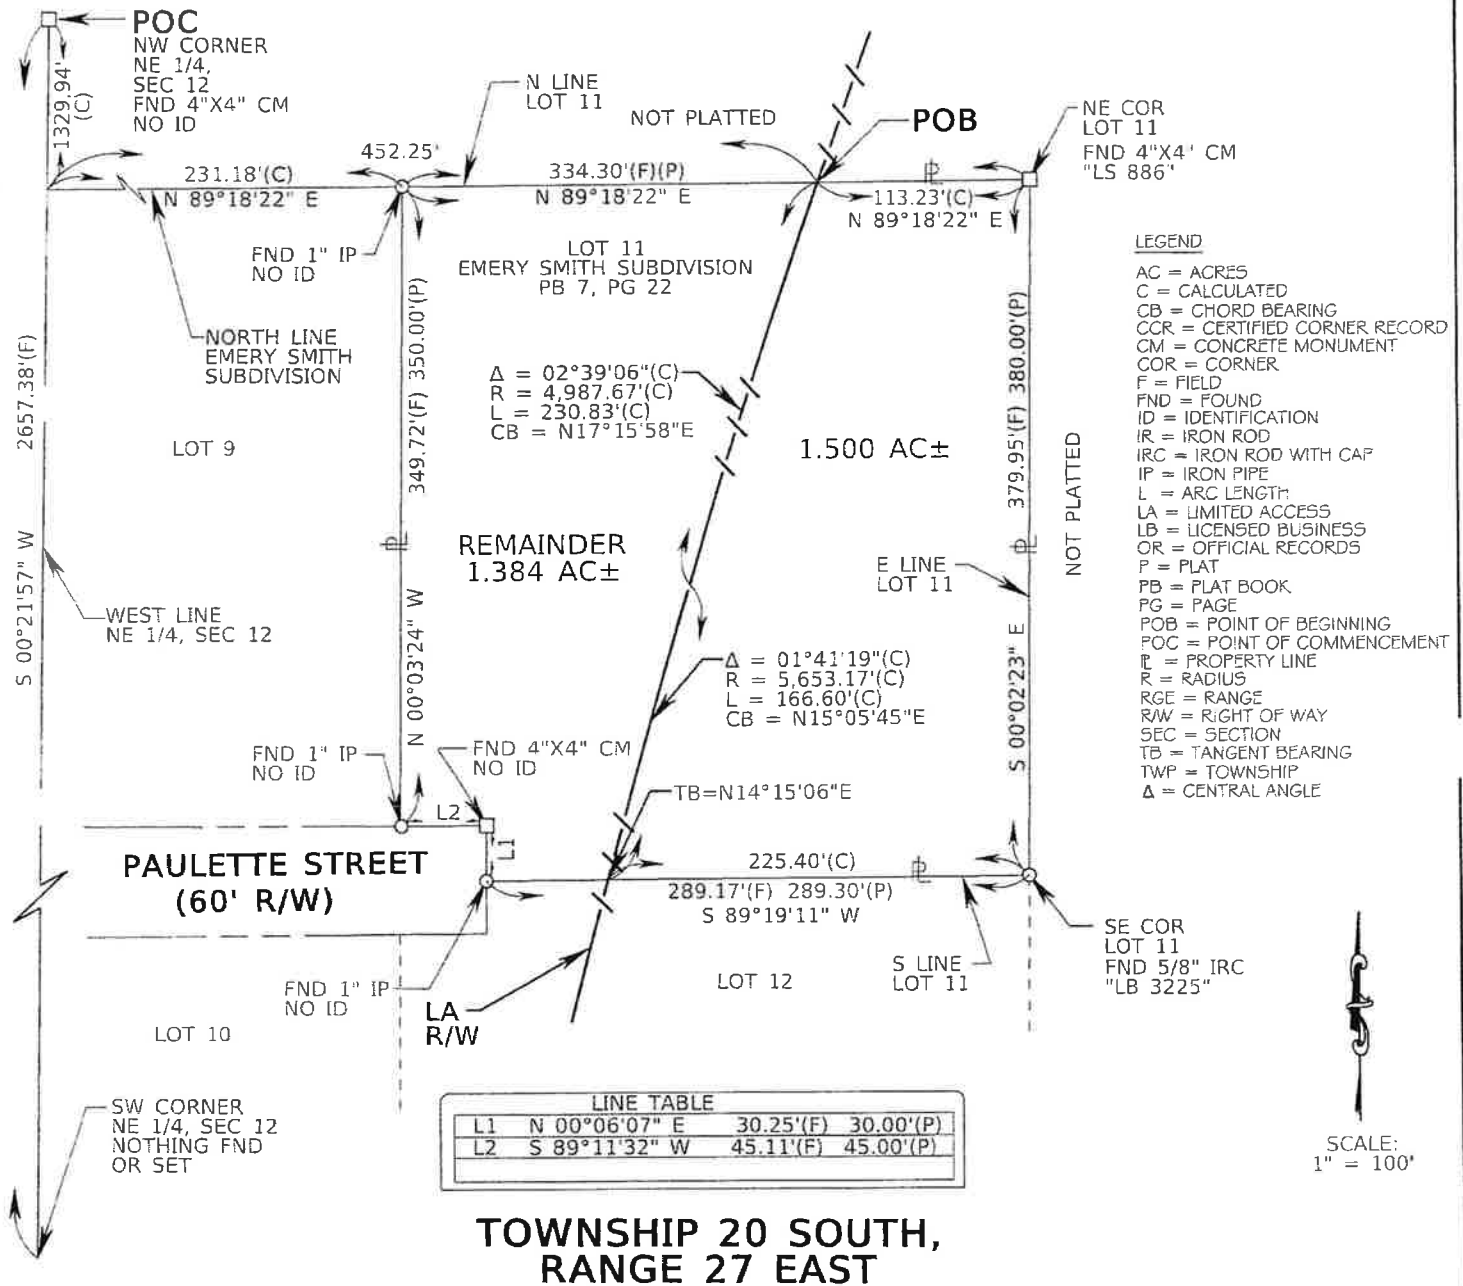 POC
NW CORNER
NE 1/4,
SEC 12
FND 4"X4" CM
NO ID
1329.94'
(C)
N LINE
LOT 11
NOT PLATTED
POB
NE COR
LOT 11
FND 4"X4' CM
"LS 886"
231.18'(C)
N 89°18'22" E
452.25'
334.30'(F)(P)
N 89°18'22" E
113.23'(C)
N 89°18'22" E
FND 1" IP
NO ID
LOT 11
EMERY SMITH SUBDIVISION
PB 7, PG 22
NORTH LINE
EMERY SMITH
SUBDIVISION
S 00°21'57" W 2657.38'(F)
LOT 9
N 00°03'24" W 349.72'(F) 350.00'(P)
Δ = 02°39'06"(C)
R = 4,987.67'(C)
L = 230.83'(C)
CB = N17°15'58"E
1.500 AC±
S 00°02'23" E 379.95'(F) 380.00'(P)
NOT PLATTED
REMAINDER
1.384 AC±
E LINE
LOT 11
WEST LINE
NE 1/4, SEC 12
Δ = 01°41'19"(C)
R = 5,653.17'(C)
L = 166.60'(C)
CB = N15°05'45"E
FND 1" IP
NO ID
FND 4"X4" CM
NO ID
TB=N14°15'06"E
L2
L1
PAULETTE STREET
(60' R/W)
225.40'(C)
289.17'(F) 289.30'(P)
S 89°19'11" W
SE COR
LOT 11
FND 5/8" IRC
"LB 3225"
S LINE
LOT 11
LOT 12
FND 1" IP
NO ID
LA
R/W
LOT 10
SW CORNER
NE 1/4, SEC 12
NOTHING FND
OR SET
LEGEND
AC = ACRES
C = CALCULATED
CB = CHORD BEARING
CCR = CERTIFIED CORNER RECORD
CM = CONCRETE MONUMENT
COR = CORNER
F = FIELD
FND = FOUND
ID = IDENTIFICATION
IR = IRON ROD
IRC = IRON ROD WITH CAP
IP = IRON PIPE
L = ARC LENGTH
LA = LIMITED ACCESS
LB = LICENSED BUSINESS
OR = OFFICIAL RECORDS
P = PLAT
PB = PLAT BOOK
PG = PAGE
POB = POINT OF BEGINNING
POC = POINT OF COMMENCEMENT
PL = PROPERTY LINE
R = RADIUS
RGE = RANGE
R/W = RIGHT OF WAY
SEC = SECTION
TB = TANGENT BEARING
TWP = TOWNSHIP
Δ = CENTRAL ANGLE
LINE TABLE
L1 N 00°06'07" E 30.25'(F) 30.00'(P)
L2 S 89°11'32" W 45.11'(F) 45.00'(P)
SCALE:
1" = 100'
TOWNSHIP 20 SOUTH,
RANGE 27 EAST